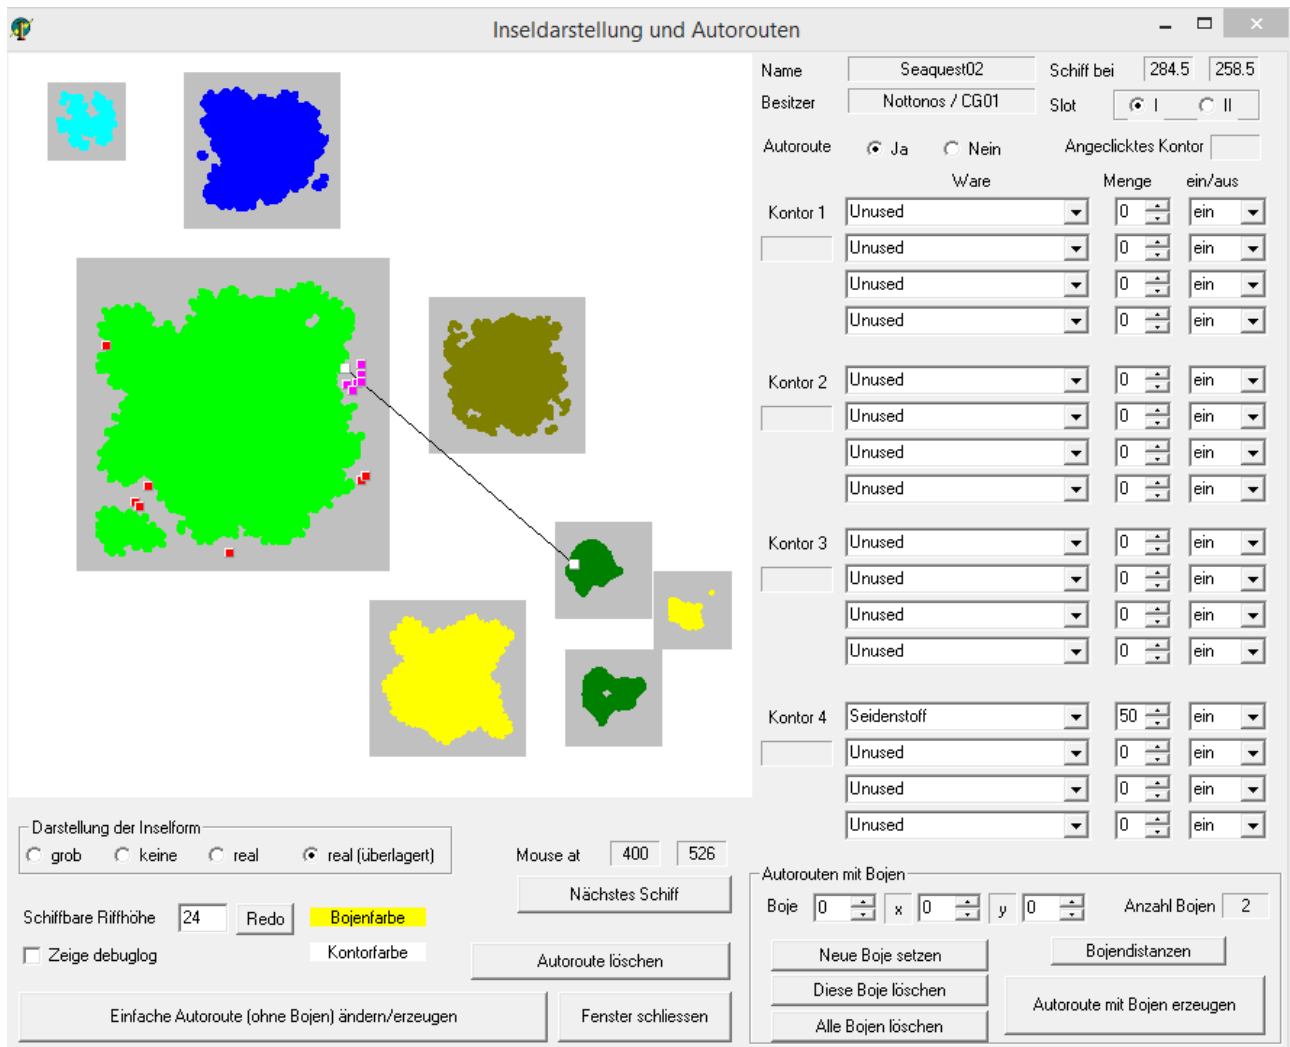 Inseldarstellung und Autorouten
Name Seaquest02 Schiff bei 284.5 258.5
Besitzer Nottonos / CG01 Slot I II
Autoroute Ja Nein Angeclicktes Kontor
Ware Menge ein/aus
Kontor 1 Unused 0 ein
Unused 0 ein
Unused 0 ein
Unused 0 ein
Kontor 2 Unused 0 ein
Unused 0 ein
Unused 0 ein
Unused 0 ein
Kontor 3 Unused 0 ein
Unused 0 ein
Unused 0 ein
Unused 0 ein
Kontor 4 Seidenstoff 50 ein
Unused 0 ein
Unused 0 ein
Unused 0 ein
Darstellung der Inselform
grob keine real real (überlagert)
Mouse at 400 526
Nächstes Schiff
Schiffbare Riffhöhe 24 Redo Bojenfarbe
Zeige debuglog Kontorfarbe
Autoroute löschen
Einfache Autoroute (ohne Bojen) ändern/erzeugen Fenster schliessen
Autorouten mit Bojen
Boje 0 x 0 y 0 Anzahl Bojen 2
Neue Boje setzen Bojendistanzen
Diese Boje löschen Autoroute mit Bojen erzeugen
Alle Bojen löschen